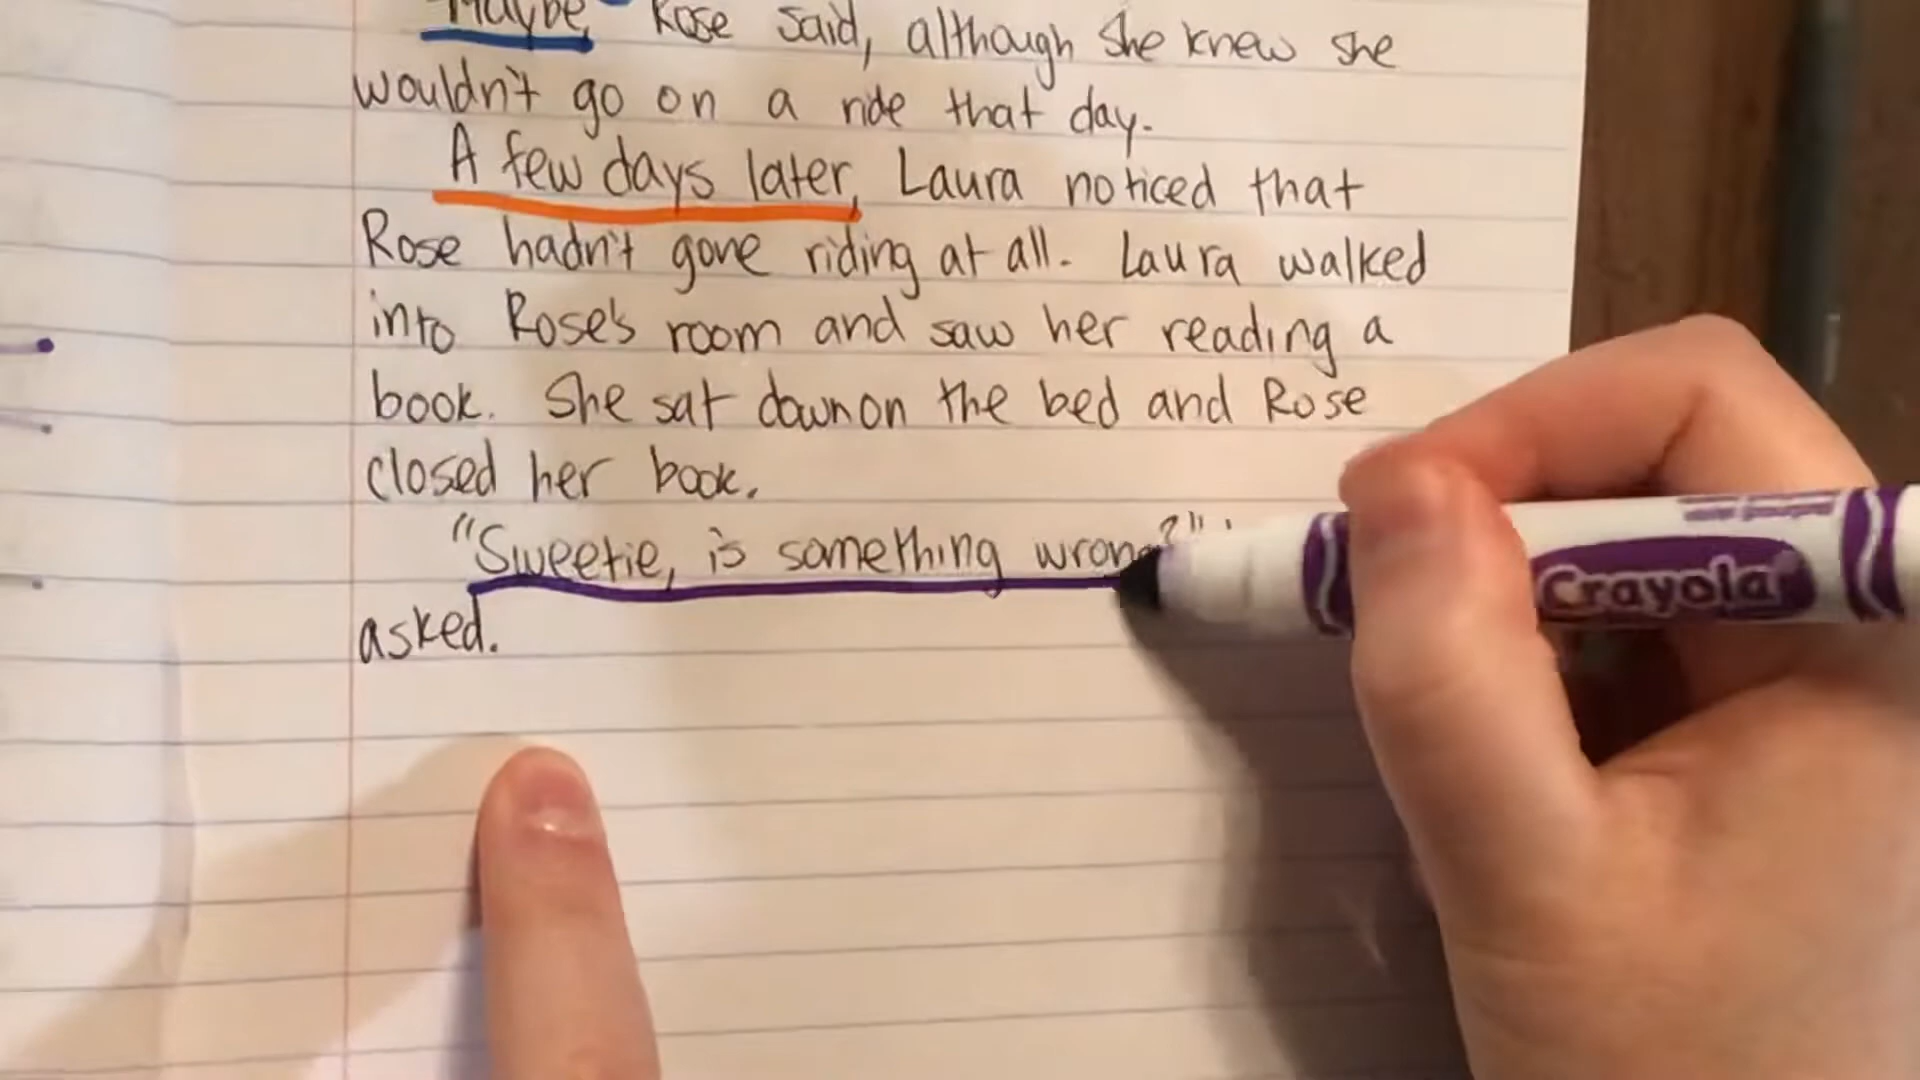 Maybe, Rose said, although she knew she
wouldn't go on a ride that day.
A few days later, Laura noticed that
Rose hadn't gone riding at all. Laura walked
into Rose's room and saw her reading a
book. She sat down on the bed and Rose
closed her book.
"Sweetie, is something wrong?"
asked.
Crayola